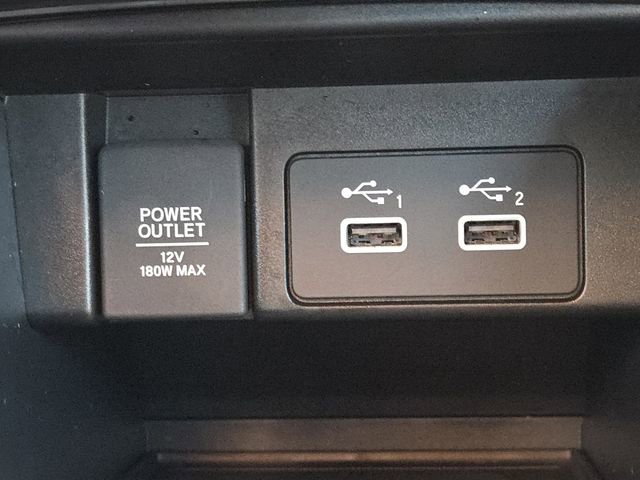 POWER
OUTLET
12V
180W MAX
1
2